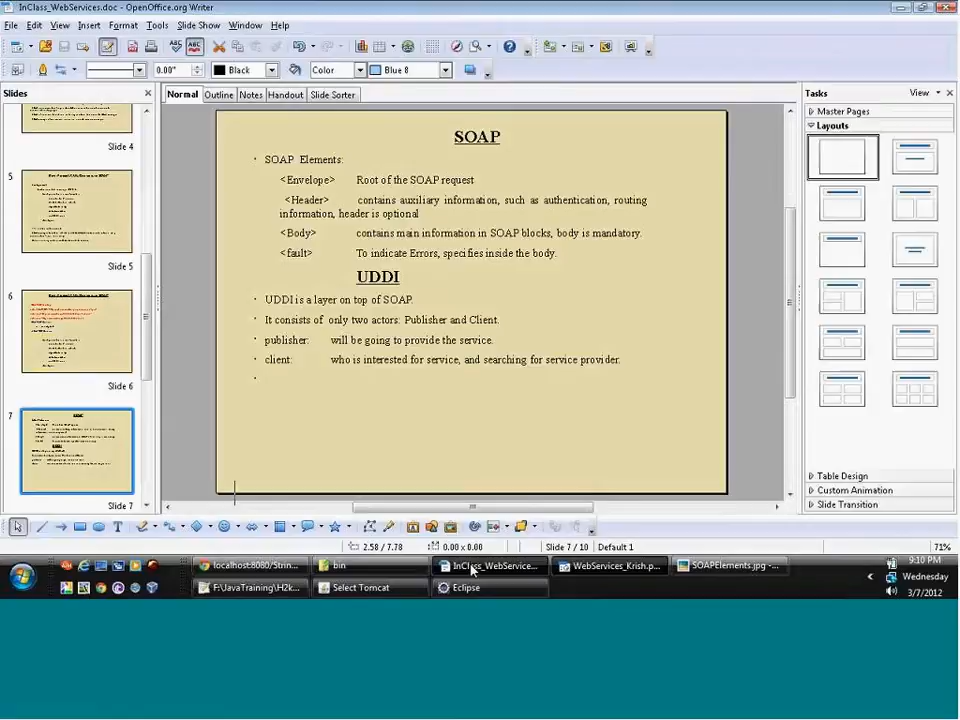 InClass_WebServices.doc - OpenOffice.org Writer
File Edit View Insert Format Tools Slide Show Window Help
0.00" Black Color Blue 8
Slides
Normal Outline Notes Handout Slide Sorter
Tasks View
Master Pages
Layouts
Slide 4
5
Slide 5
6
Slide 6
7
Slide 7
SOAP
SOAP Elements:
<Envelope> Root of the SOAP request
<Header> contains auxiliary information, such as authentication, routing
information, header is optional
<Body> contains main information in SOAP blocks, body is mandatory.
<fault> To indicate Errors, specifies inside the body.
UDDI
UDDI is a layer on top of SOAP.
It consists of only two actors: Publisher and Client.
publisher: will be going to provide the service.
client: who is interested for service, and searching for service provider.
Table Design
Custom Animation
Slide Transition
2.58 / 7.78 0.00 x 0.00 Slide 7 / 10 Default 1 71%
localhost:8080/Strin... bin InClass_WebService... WebServices_Krish.p... SOAPElements.jpg -...
F:\JavaTraining\H2k... Select Tomcat Eclipse
9:10 PM
Wednesday
3/7/2012